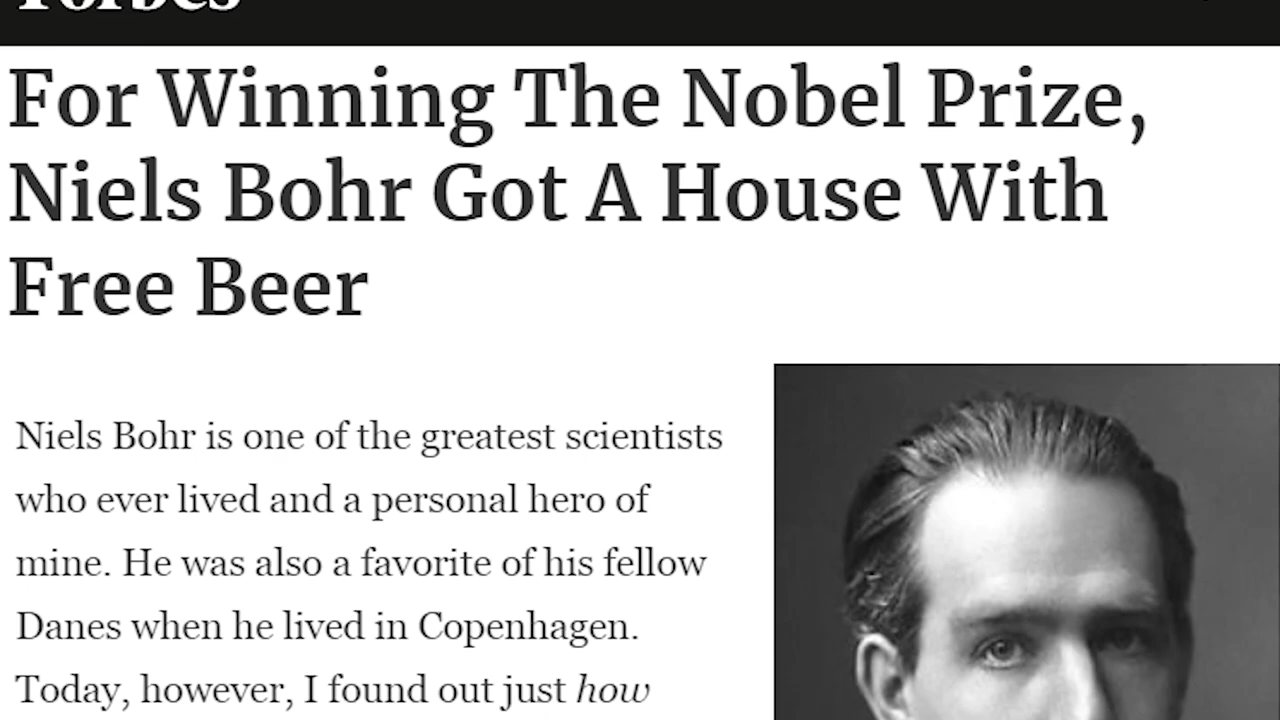 Forbes
For Winning The Nobel Prize,
Niels Bohr Got A House With
Free Beer
Niels Bohr is one of the greatest scientists
who ever lived and a personal hero of
mine. He was also a favorite of his fellow
Danes when he lived in Copenhagen.
Today, however, I found out just how